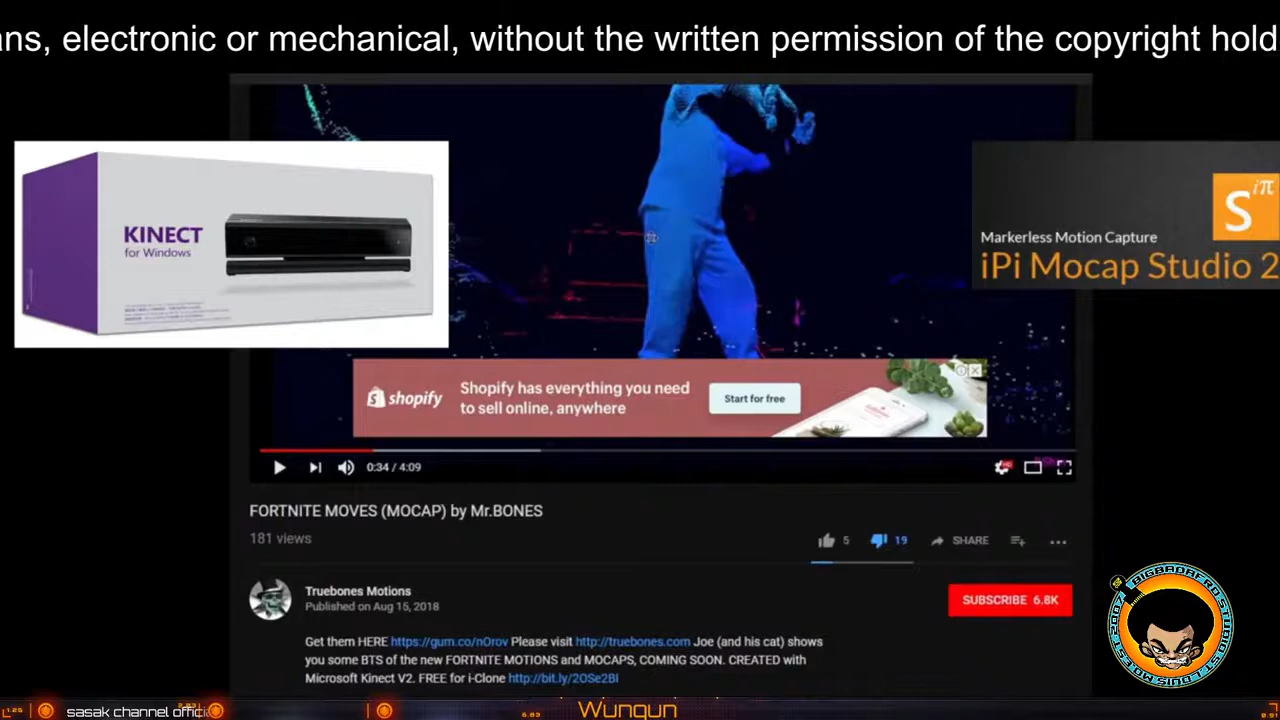 ans, electronic or mechanical, without the written permission of the copyright hold
KINECT
for Windows
Markerless Motion Capture
iPi Mocap Studio 2
S iπ
shopify
Shopify has everything you need
to sell online, anywhere
Start for free
0:34 / 4:09
FORTNITE MOVES (MOCAP) by Mr.BONES
181 views
5
19
SHARE
Truebones Motions
Published on Aug 15, 2018
SUBSCRIBE 6.8K
Get them HERE https://gum.co/nOrov Please visit http://truebones.com Joe (and his cat) shows
you some BTS of the new FORTNITE MOTIONS and MOCAPS, COMING SOON. CREATED with
Microsoft Kinect V2. FREE for i-Clone http://bit.ly/2OSe2BI
sasak channel offici
Wunqun
6.89